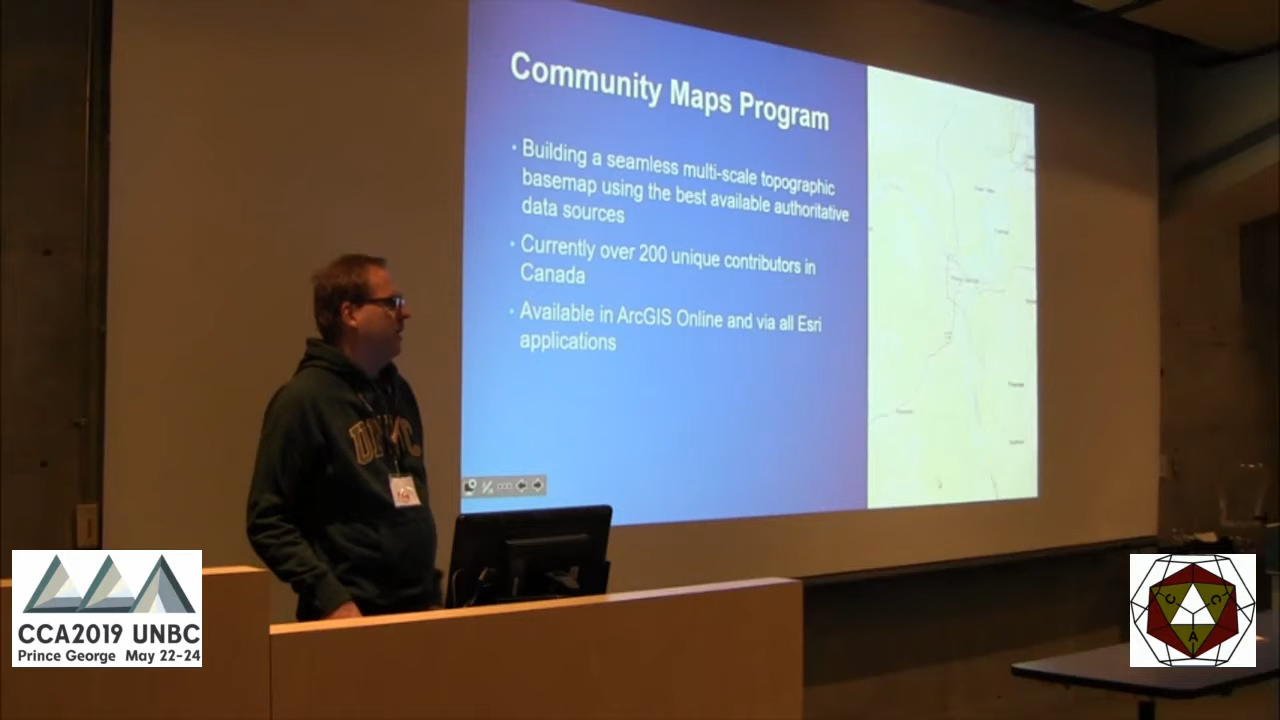 Community Maps Program
• Building a seamless multi-scale topographic
basemap using the best available authoritative
data sources
• Currently over 200 unique contributors in
Canada
• Available in ArcGIS Online and via all Esri
applications
CCA2019 UNBC
Prince George May 22-24
C C
A